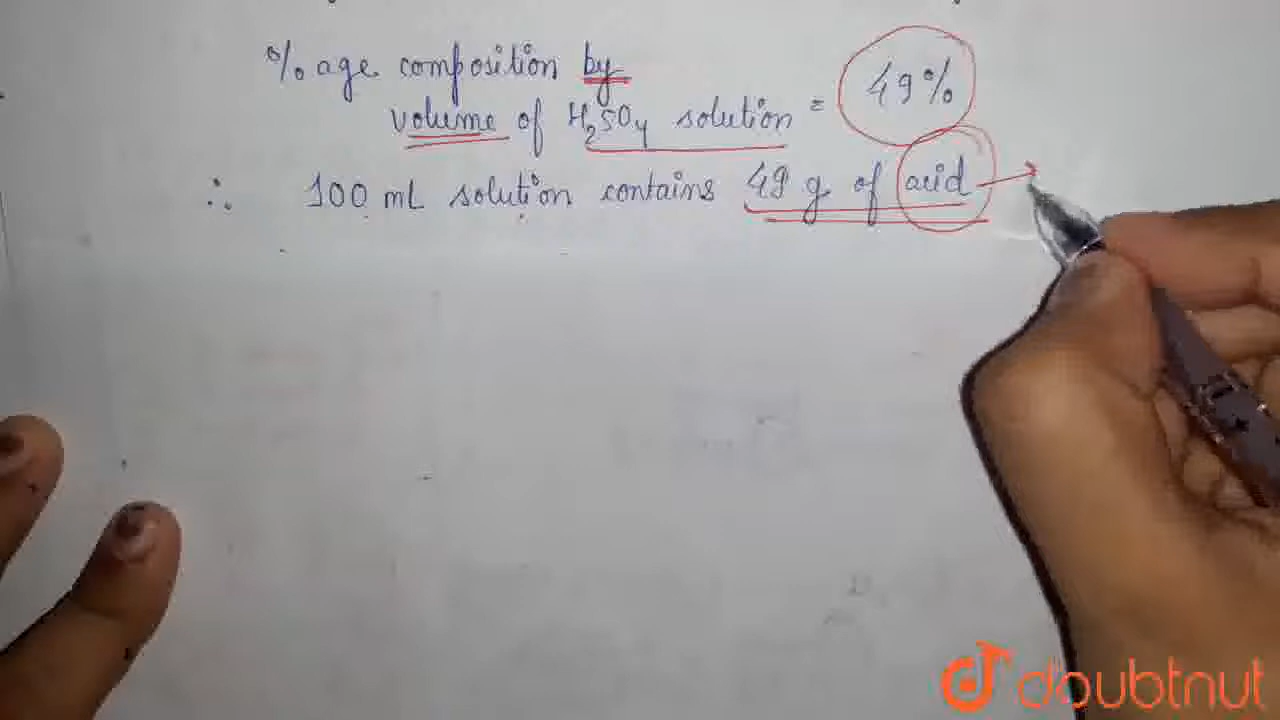 % age composition by
volume of H₂SO₄ solution = 49%
∴ 100 mL solution contains 49 g of acid →
doubtnut